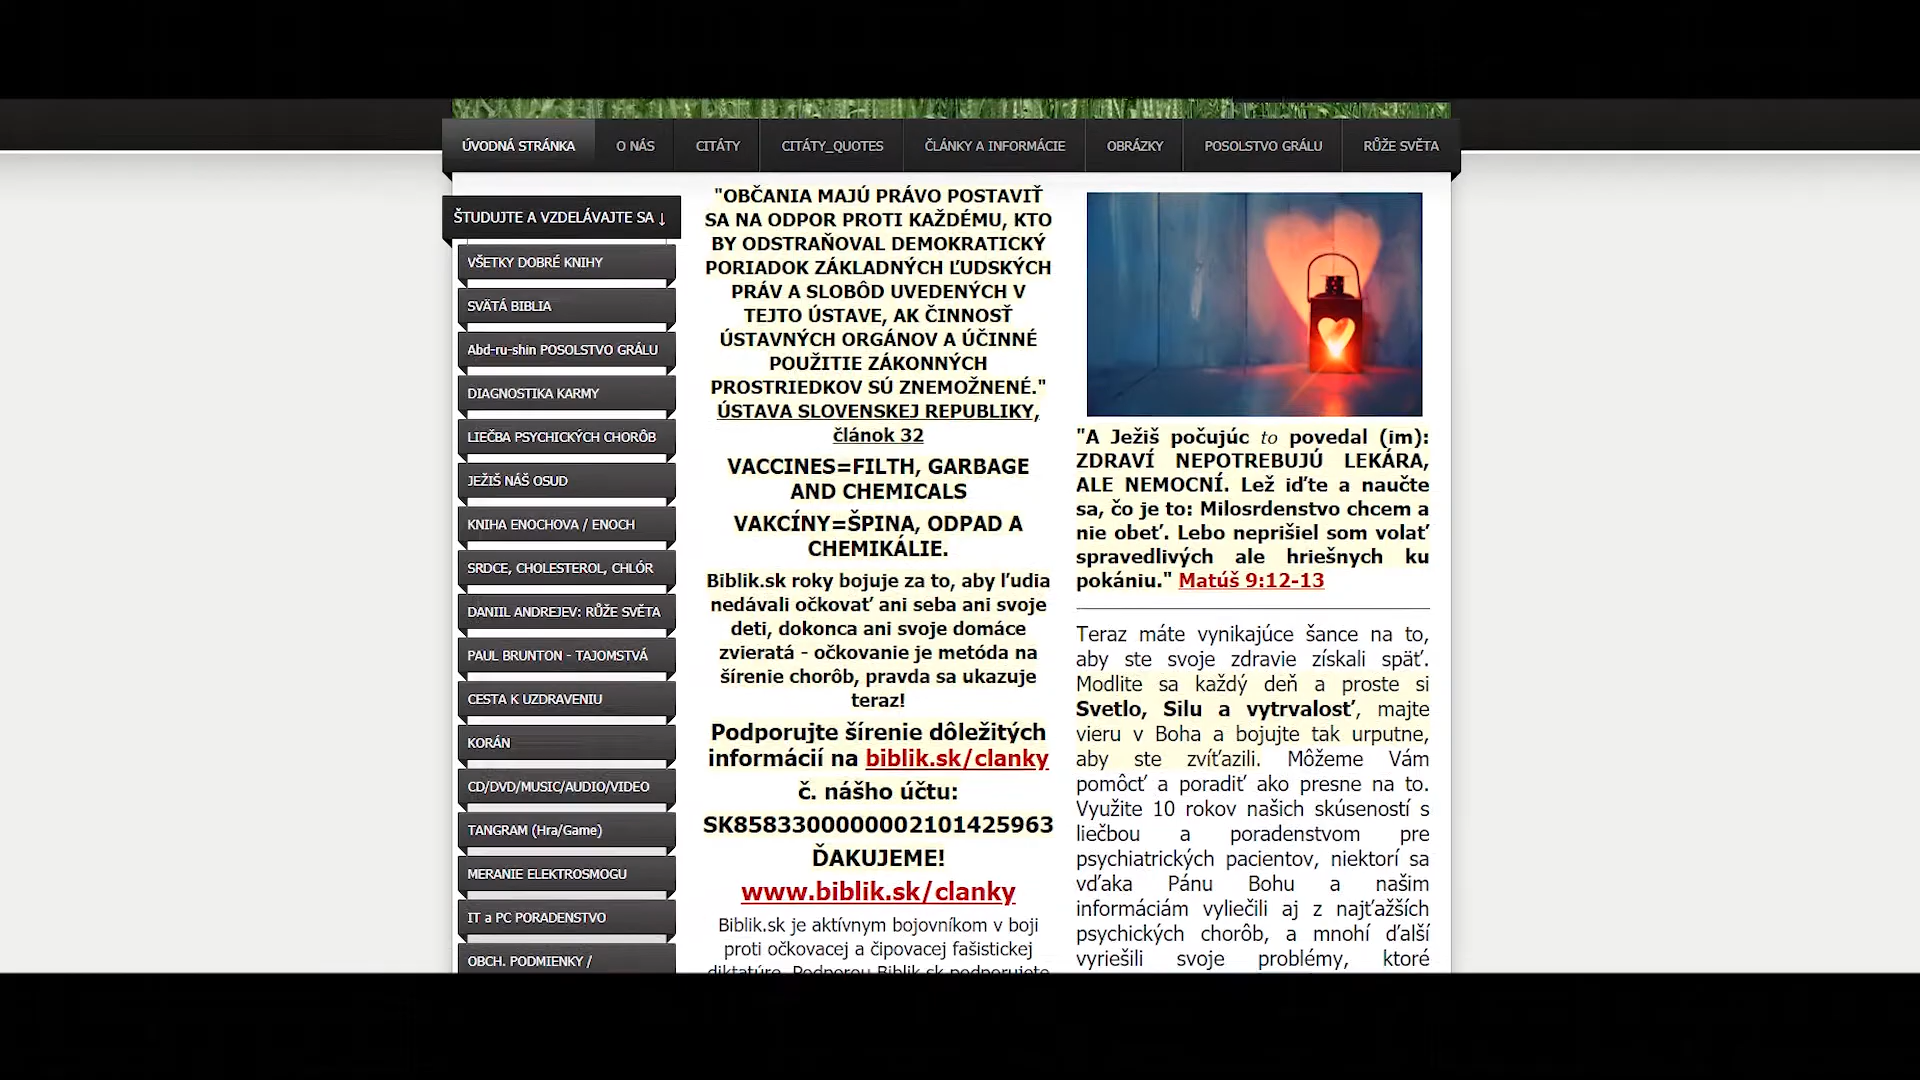 ÚVODNÁ STRÁNKA
O NÁS
CITÁTY
CITÁTY_QUOTES
ČLÁNKY A INFORMÁCIE
OBRÁZKY
POSOLSTVO GRÁLU
RŮŽE SVĚTA
ŠTUDUJTE A VZDELÁVAJTE SA ↓
VŠETKY DOBRÉ KNIHY
SVÄTÁ BIBLIA
Abd-ru-shin POSOLSTVO GRÁLU
DIAGNOSTIKA KARMY
LIEČBA PSYCHICKÝCH CHORÔB
JEŽIŠ NÁŠ OSUD
KNIHA ENOCHOVA / ENOCH
SRDCE, CHOLESTEROL, CHLÓR
DANIIL ANDREJEV: RŮŽE SVĚTA
PAUL BRUNTON - TAJOMSTVÁ
CESTA K UZDRAVENIU
KORÁN
CD/DVD/MUSIC/AUDIO/VIDEO
TANGRAM (Hra/Game)
MERANIE ELEKTROSMOGU
IT a PC PORADENSTVO
OBCH. PODMIENKY /
"OBČANIA MAJÚ PRÁVO POSTAVIŤ
SA NA ODPOR PROTI KAŽDÉMU, KTO
BY ODSTRAŇOVAL DEMOKRATICKÝ
PORIADOK ZÁKLADNÝCH ĽUDSKÝCH
PRÁV A SLOBÔD UVEDENÝCH V
TEJTO ÚSTAVE, AK ČINNOSŤ
ÚSTAVNÝCH ORGÁNOV A ÚČINNÉ
POUŽITIE ZÁKONNÝCH
PROSTRIEDKOV SÚ ZNEMOŽNENÉ."
ÚSTAVA SLOVENSKEJ REPUBLIKY,
článok 32
VACCINES=FILTH, GARBAGE
AND CHEMICALS
VAKCÍNY=ŠPINA, ODPAD A
CHEMIKÁLIE.
Biblik.sk roky bojuje za to, aby ľudia
nedávali očkovať ani seba ani svoje
deti, dokonca ani svoje domáce
zvieratá - očkovanie je metóda na
šírenie chorôb, pravda sa ukazuje
teraz!
Podporujte šírenie dôležitých
informácií na biblik.sk/clanky
č. nášho účtu:
SK8583300000002101425963
ĎAKUJEME!
www.biblik.sk/clanky
Biblik.sk je aktívnym bojovníkom v boji
proti očkovacej a čipovacej fašistickej
diktatúre. Podporou Biblik.sk podporujete
"A Ježiš počujúc to povedal (im):
ZDRAVÍ NEPOTREBUJÚ LEKÁRA,
ALE NEMOCNÍ. Lež iďte a naučte
sa, čo je to: Milosrdenstvo chcem a
nie obeť. Lebo neprišiel som volať
spravedlivých ale hriešnych ku
pokániu." Matúš 9:12-13
Teraz máte vynikajúce šance na to,
aby ste svoje zdravie získali späť.
Modlite sa každý deň a proste si
Svetlo, Silu a vytrvalosť, majte
vieru v Boha a bojujte tak urputne,
aby ste zvíťazili. Môžeme Vám
pomôcť a poradiť ako presne na to.
Využite 10 rokov našich skúseností s
liečbou a poradenstvom pre
psychiatrických pacientov, niektorí sa
vďaka Pánu Bohu a našim
informáciám vyliečili aj z najťažších
psychických chorôb, a mnohí ďalší
vyriešili svoje problémy, ktoré